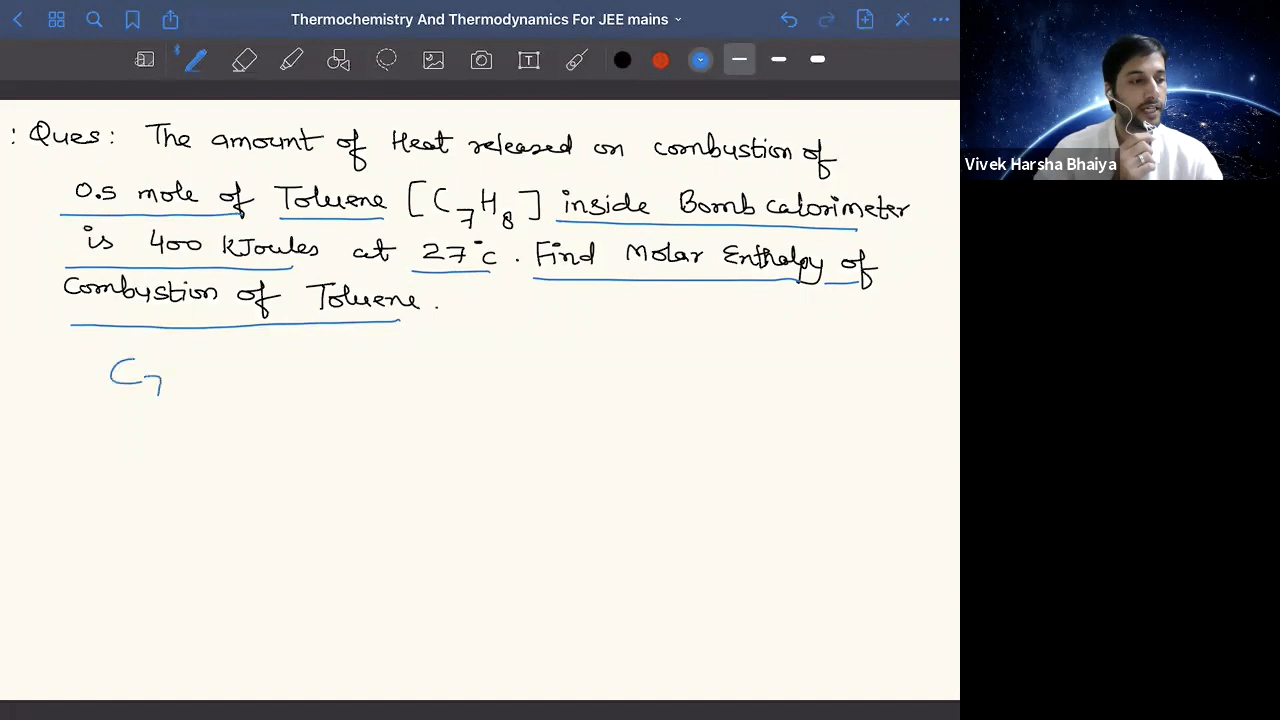 Thermochemistry And Thermodynamics For JEE mains
: Ques : The amount of Heat released on combustion of
0.5 mole of Toluene [C7H8] inside Bomb calorimeter
is 400 kJoules at 27°c. Find Molar Enthalpy of
Combustion of Toluene.
C7
Vivek Harsha Bhaiya